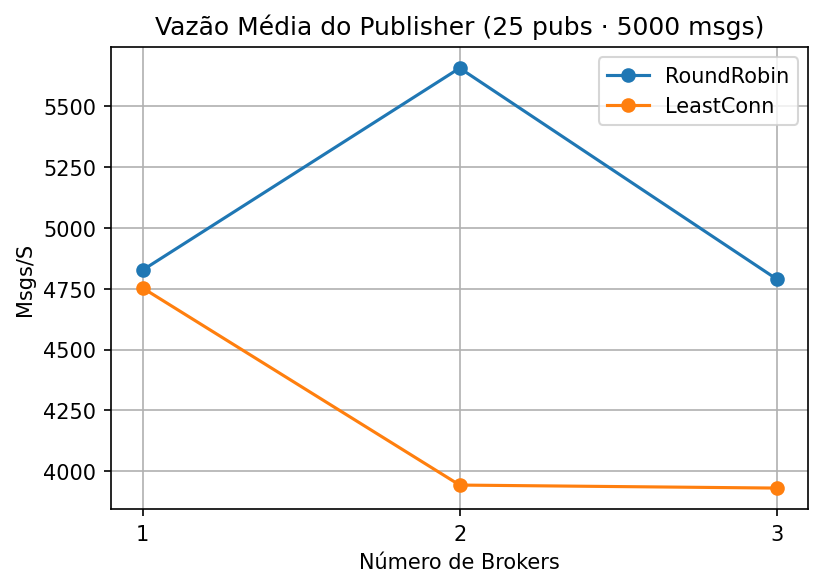 Vazão Média do Publisher (25 pubs · 5000 msgs)
RoundRobin
LeastConn
Msgs/S
5500
5250
5000
4750
4500
4250
4000
1
2
3
Número de Brokers